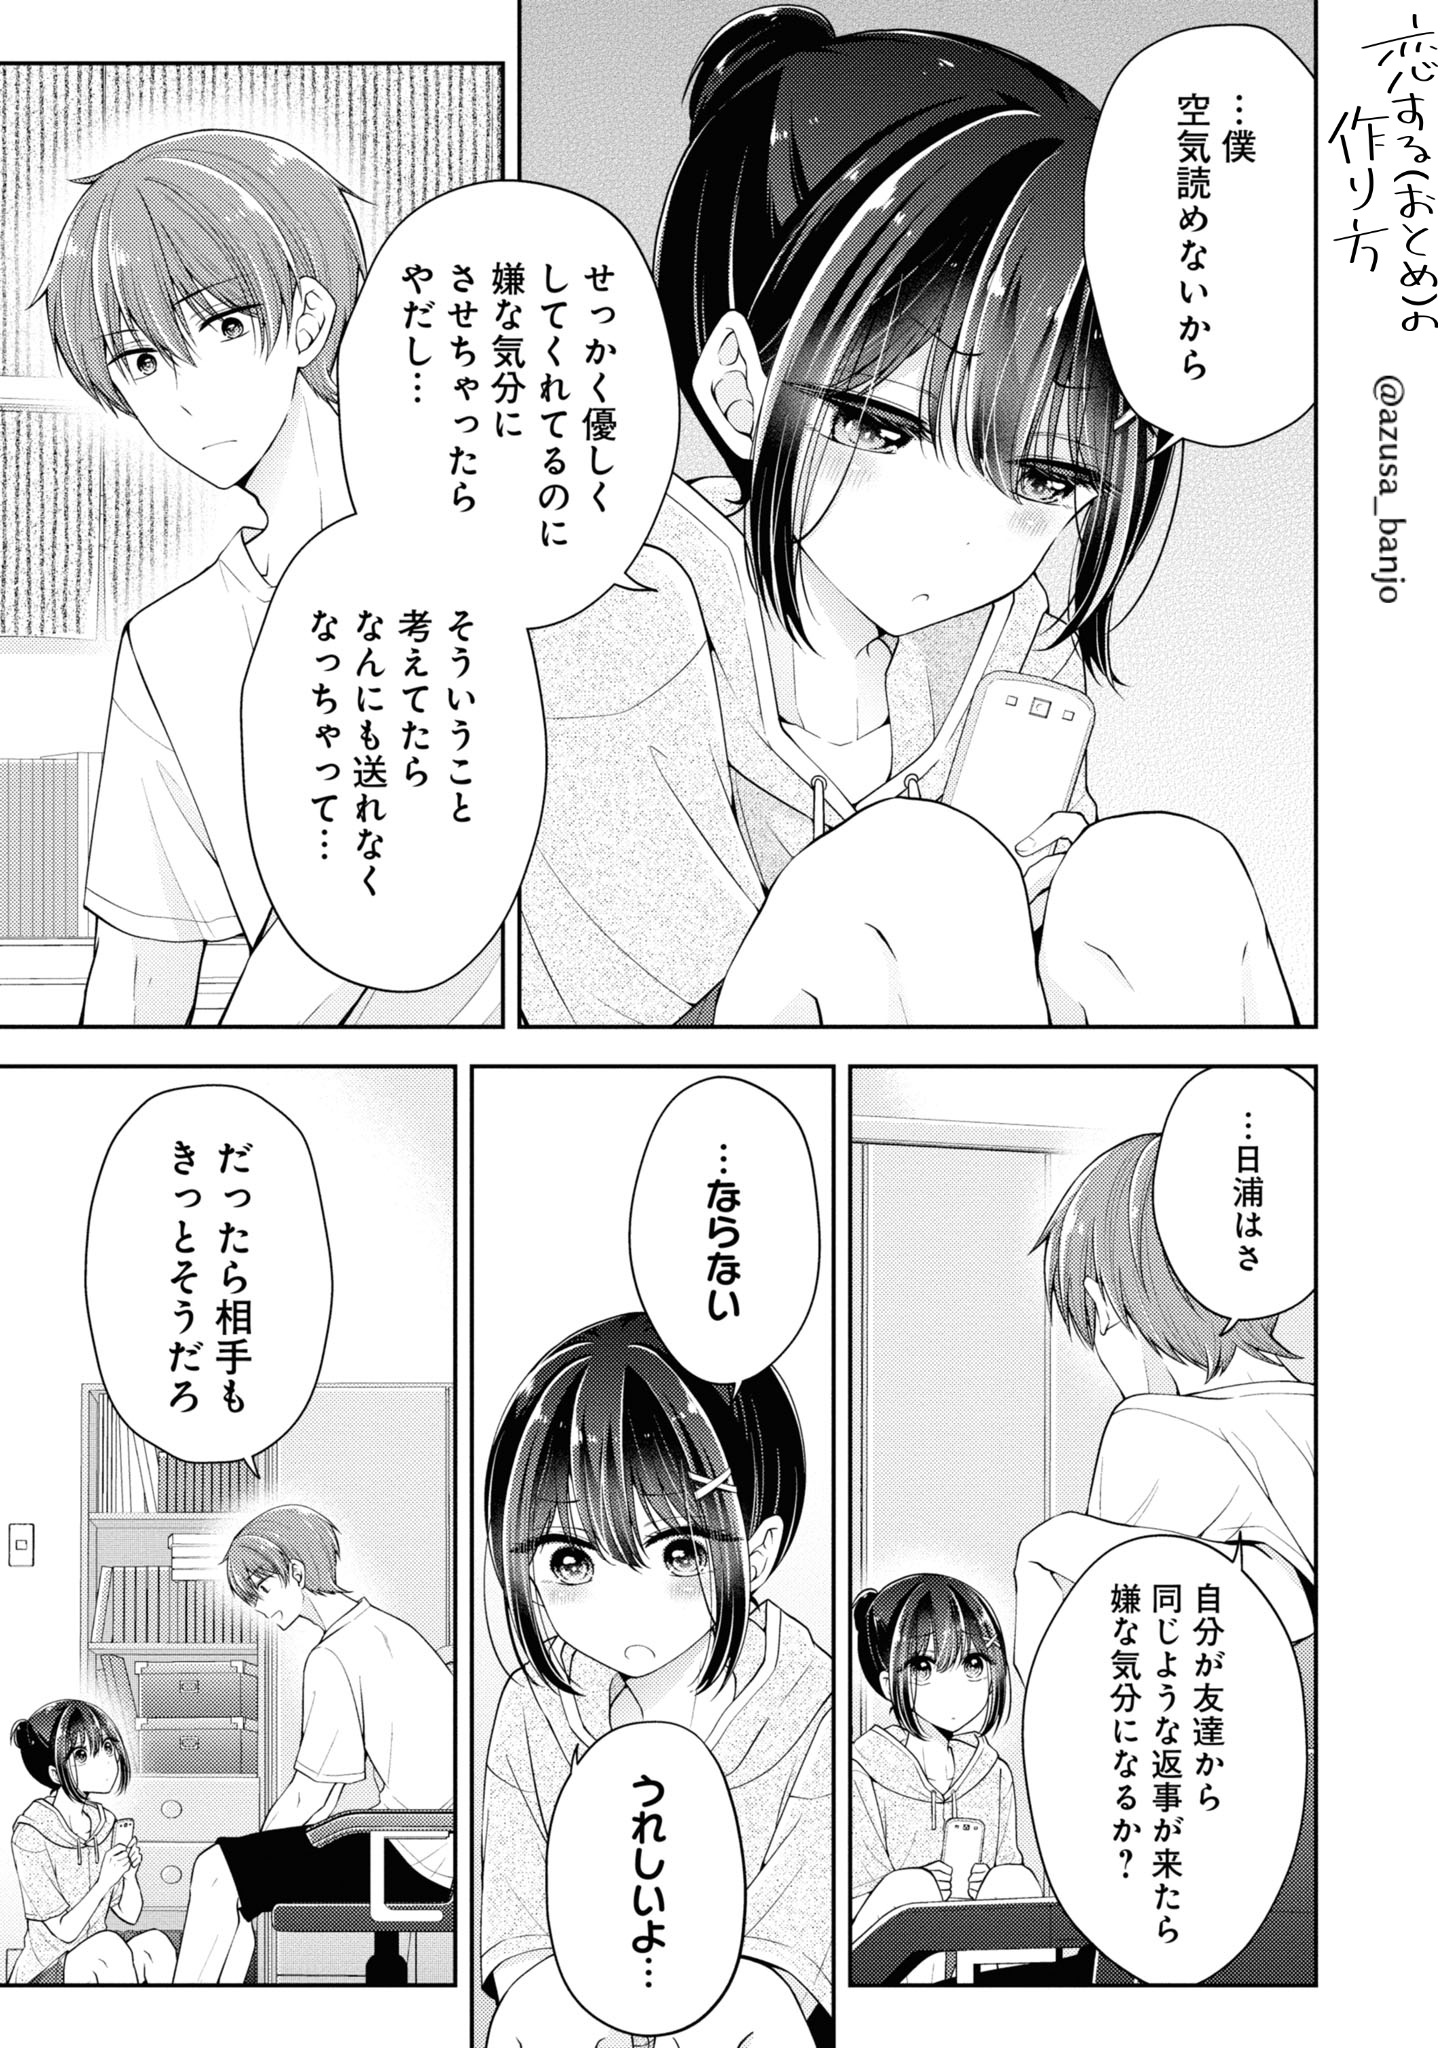 恋する(おとめ)の
作り方
@azusa_banjo
…僕
空気読めないから
せっかく優しく
してくれてるのに
嫌な気分に
させちゃったら
やだし…
そういうこと
考えてたら
なんにも送れなく
なっちゃって…
…日浦はさ
自分が友達から
同じような返事が来たら
嫌な気分になるか?
…ならない
うれしいよ…
だったら相手も
きっとそうだろ